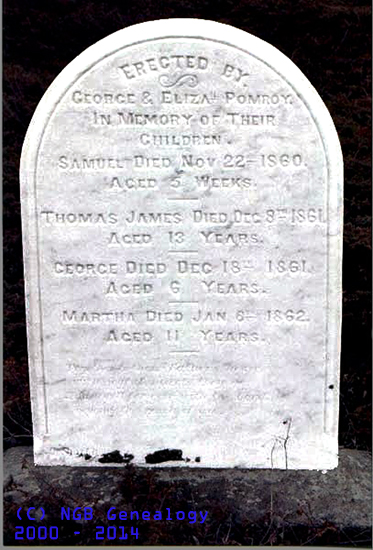 ERECTED BY
GEORGE & ELIZAH POMROY.
IN MEMORY OF THEIR
CHILDREN.
SAMUEL DIED NOV 22ND 1860.
AGED 5 WEEKS.
THOMAS JAMES DIED DEC 8TH 1861.
AGED 13 YEARS.
GEORGE DIED DEC 18TH 1861.
AGED 6 YEARS.
MARTHA DIED JAN 6TH 1862.
AGED 11 YEARS.
(C) NGB Genealogy
2000 - 2014